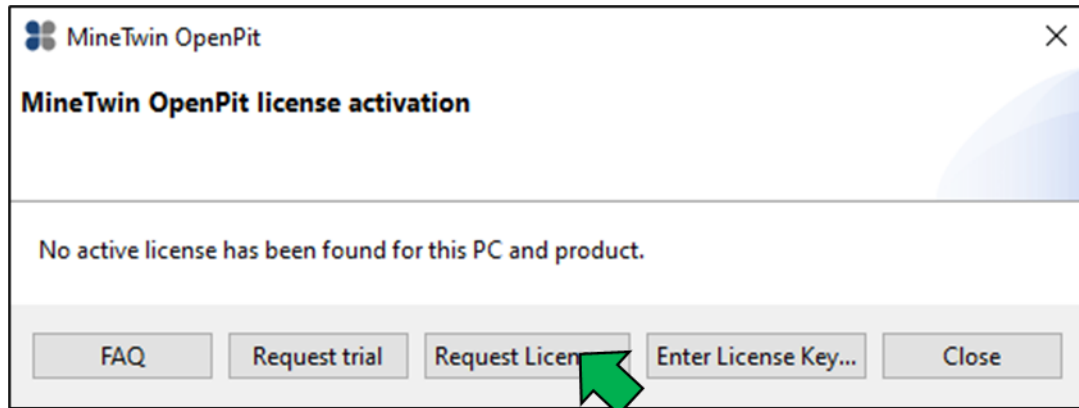 MineTwin OpenPit
MineTwin OpenPit license activation
No active license has been found for this PC and product.
FAQ Request trial Request Enter License Key... Close